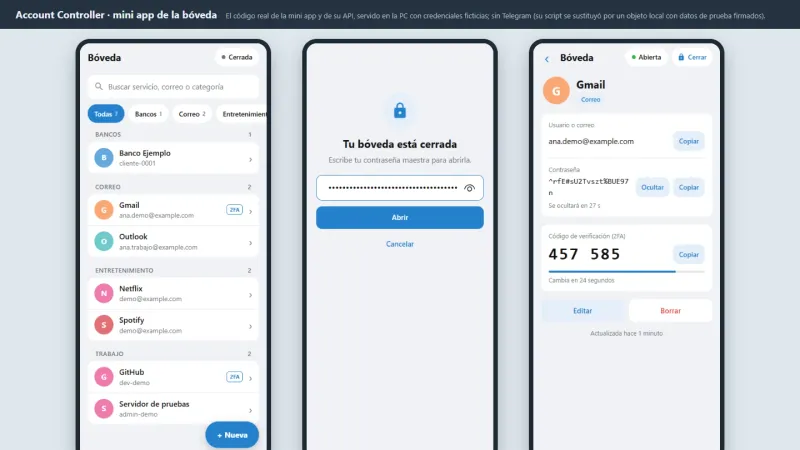 Account Controller · mini app de la bóveda
El código real de la mini app y de su API, servido en la PC con credenciales ficticias; sin Telegram (su script se sustituyó por un objeto local con datos de prueba firmados).
Bóveda
Cerrada
Buscar servicio, correo o categoría
Todas 7
Bancos 1
Correo 2
Entretenimient
BANCOS 1
B
Banco Ejemplo
cliente-0001
CORREO 2
G
Gmail
ana.demo@example.com
2FA
O
Outlook
ana.trabajo@example.com
ENTRETENIMIENTO 2
N
Netflix
demo@example.com
S
Spotify
demo@example.com
TRABAJO 2
G
GitHub
dev-demo
2FA
S
Servidor de pruebas
admin-demo
+ Nueva
Tu bóveda está cerrada
Escribe tu contraseña maestra para abrirla.
Abrir
Cancelar
Bóveda
Abierta
Cerrar
G
Gmail
Correo
Usuario o correo
ana.demo@example.com
Copiar
Contraseña
^rfE#sU2Tvszt%BUE97
n
Ocultar
Copiar
Se ocultará en 27 s
Código de verificación (2FA)
457 585
Copiar
Cambia en 24 segundos
Editar
Borrar
Actualizada hace 1 minuto